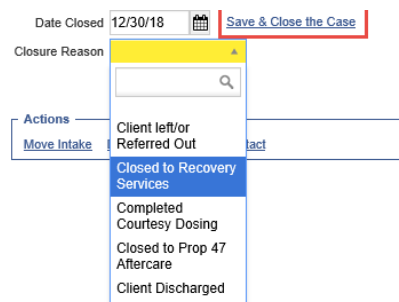 Date Closed 12/30/18 Save & Close the Case
Closure Reason
Actions
Client left/or
Move Intake Referred Out tact
Closed to Recovery
Services
Completed
Courtesy Dosing
Closed to Prop 47
Aftercare
Client Discharged